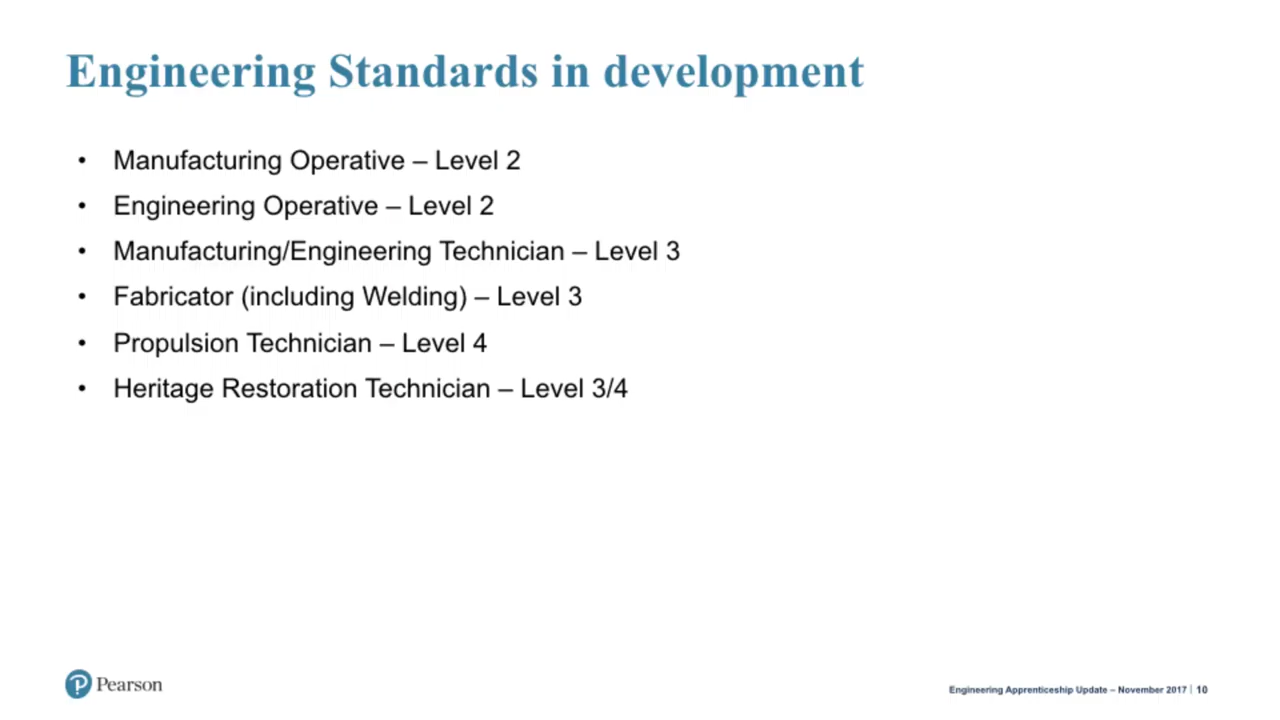 Engineering Standards in development
• Manufacturing Operative – Level 2
• Engineering Operative – Level 2
• Manufacturing/Engineering Technician – Level 3
• Fabricator (including Welding) – Level 3
• Propulsion Technician – Level 4
• Heritage Restoration Technician – Level 3/4
Pearson
Engineering Apprenticeship Update – November 2017 | 10